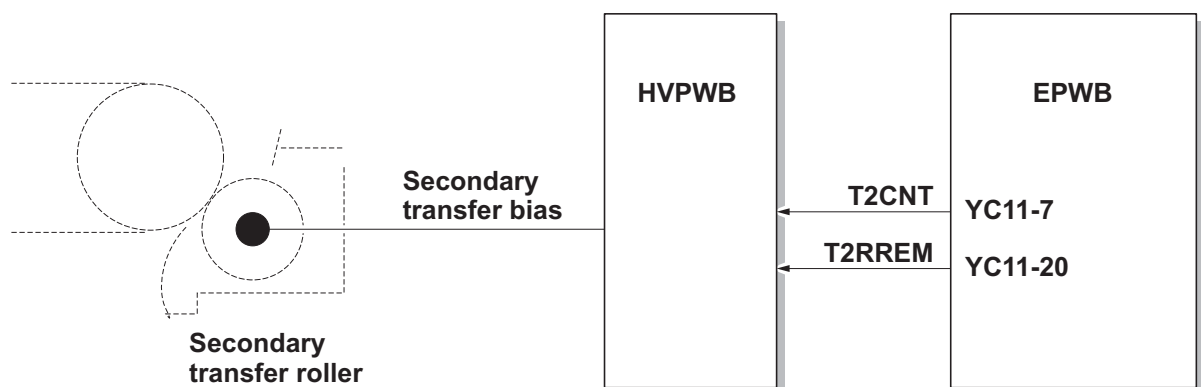 HVPWB
EPWB
Secondary
transfer bias
T2CNT
YC11-7
T2RREM
YC11-20
Secondary
transfer roller